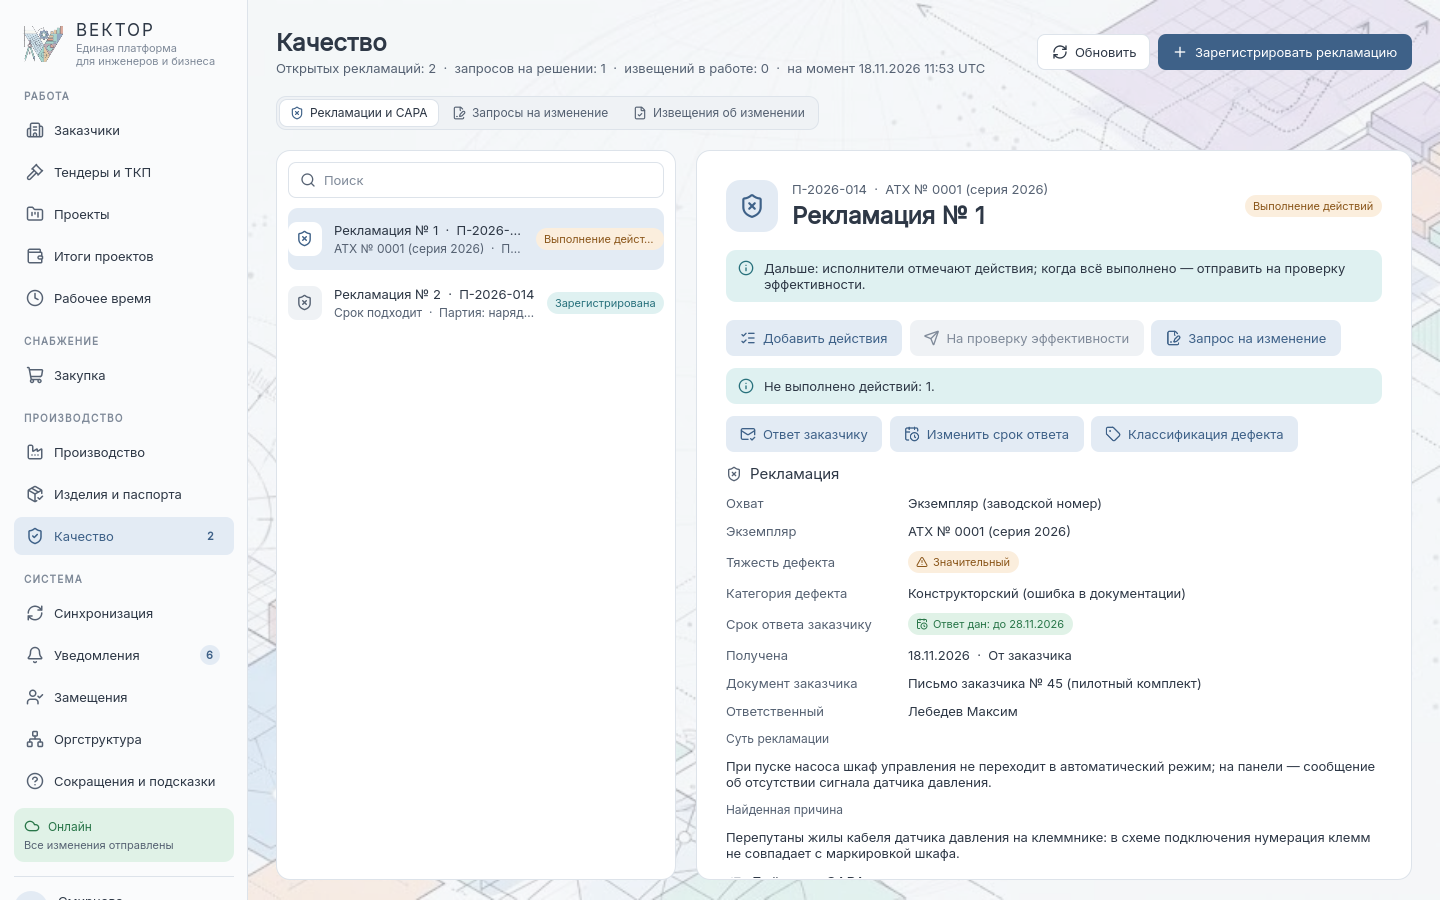 ВЕКТОР
Единая платформа
для инженеров и бизнеса
РАБОТА
Заказчики
Тендеры и ТКП
Проекты
Итоги проектов
Рабочее время
СНАБЖЕНИЕ
Закупка
ПРОИЗВОДСТВО
Производство
Изделия и паспорта
Качество 2
СИСТЕМА
Синхронизация
Уведомления 6
Замещения
Оргструктура
Сокращения и подсказки
Онлайн
Все изменения отправлены
Качество
Открытых рекламаций: 2 · запросов на решении: 1 · извещений в работе: 0 · на момент 18.11.2026 11:53 UTC
Обновить
Зарегистрировать рекламацию
Рекламации и CAPA
Запросы на изменение
Извещения об изменении
Поиск
Рекламация № 1 · П-2026-...
АТХ № 0001 (серия 2026) · П...
Выполнение дейст...
Рекламация № 2 · П-2026-014
Срок подходит · Партия: наряд...
Зарегистрирована
П-2026-014 · АТХ № 0001 (серия 2026)
Рекламация № 1
Выполнение действий
Дальше: исполнители отмечают действия; когда всё выполнено — отправить на проверку
эффективности.
Добавить действия
На проверку эффективности
Запрос на изменение
Не выполнено действий: 1.
Ответ заказчику
Изменить срок ответа
Классификация дефекта
Рекламация
Охват Экземпляр (заводской номер)
Экземпляр АТХ № 0001 (серия 2026)
Тяжесть дефекта Значительный
Категория дефекта Конструкторский (ошибка в документации)
Срок ответа заказчику Ответ дан: до 28.11.2026
Получена 18.11.2026 · От заказчика
Документ заказчика Письмо заказчика № 45 (пилотный комплект)
Ответственный Лебедев Максим
Суть рекламации
При пуске насоса шкаф управления не переходит в автоматический режим; на панели — сообщение
об отсутствии сигнала датчика давления.
Найденная причина
Перепутаны жилы кабеля датчика давления на клеммнике: в схеме подключения нумерация клемм
не совпадает с маркировкой шкафа.